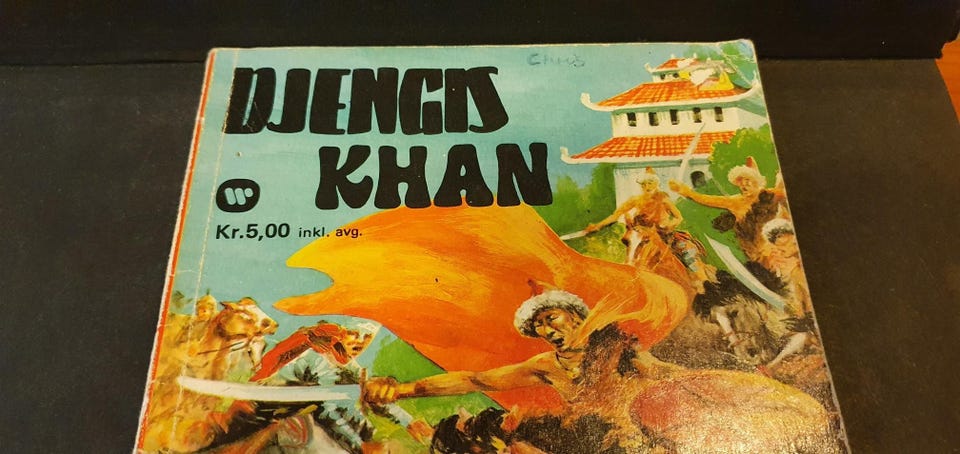 DJENGIS
KHAN
Kr.5,00 inkl. avg.